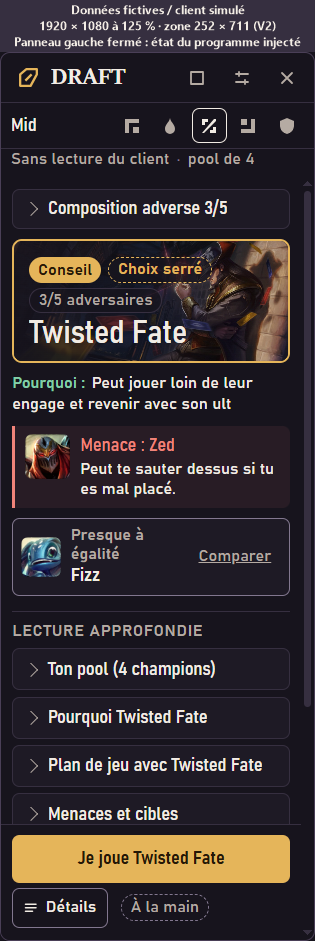 Données fictives / client simulé
1920 × 1080 à 125 % · zone 252 × 711 (V2)
Panneau gauche fermé : état du programme injecté
DRAFT
Mid
Sans lecture du client · pool de 4
Composition adverse 3/5
Conseil
Choix serré
3/5 adversaires
Twisted Fate
Pourquoi : Peut jouer loin de leur
engage et revenir avec son ult
Menace : Zed
Peut te sauter dessus si tu
es mal placé.
Presque à
égalité
Fizz
Comparer
LECTURE APPROFONDIE
Ton pool (4 champions)
Pourquoi Twisted Fate
Plan de jeu avec Twisted Fate
Menaces et cibles
Je joue Twisted Fate
Détails
À la main